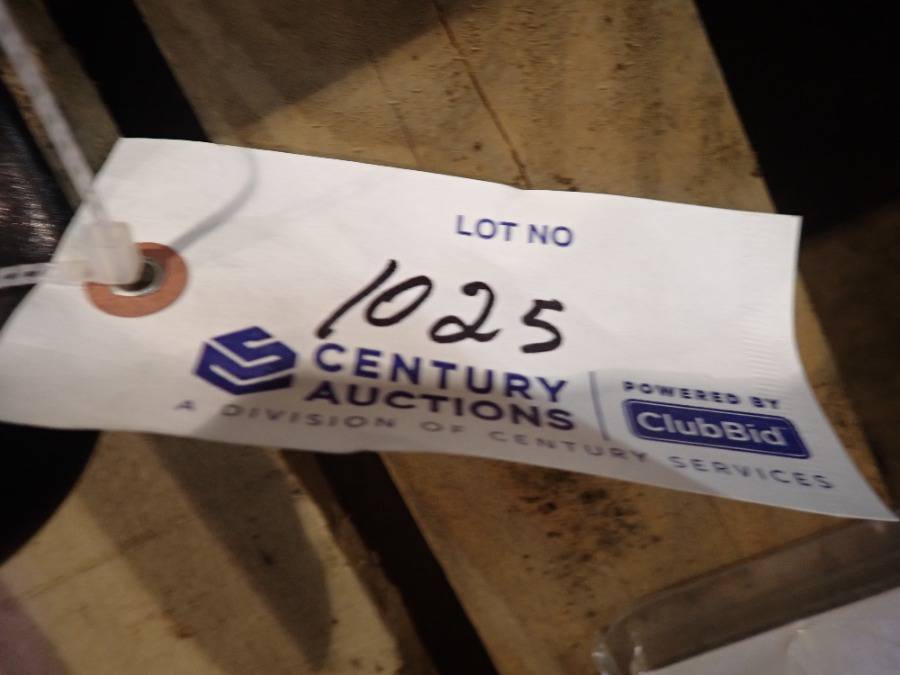 LOT NO
1025
CENTURY
AUCTIONS
A DIVISION OF CENTURY SERVICES
POWERED BY
ClubBid